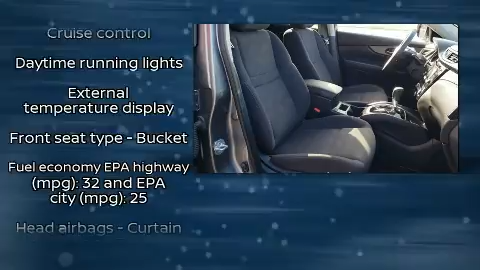 Cruise control
Daytime running lights
External
temperature display
Front seat type - Bucket
Fuel economy EPA highway
(mpg): 32 and EPA
city (mpg): 25
Head airbags - Curtain